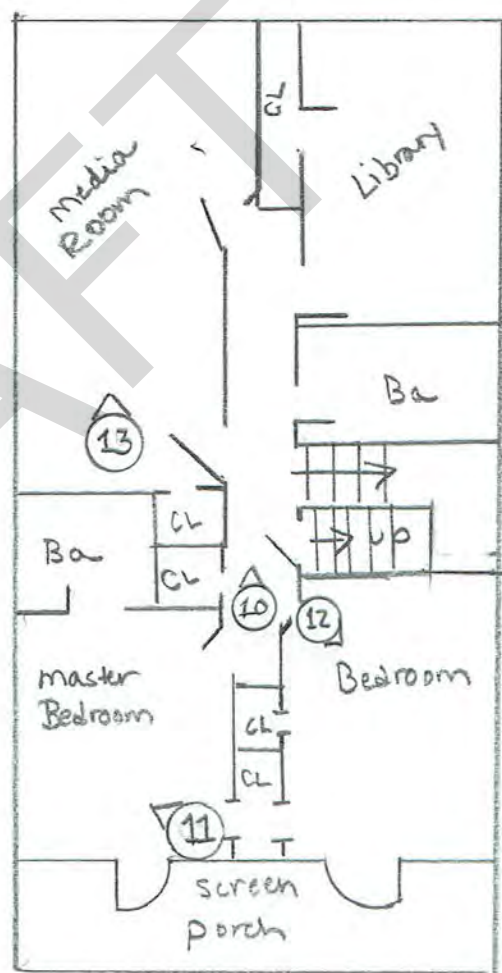 CL
Media
Room
Library
Ba
13
CL
Ba
CL
UP
10
12
master
Bedroom
Bedroom
CL
CL
11
screen
porch
DRAFT